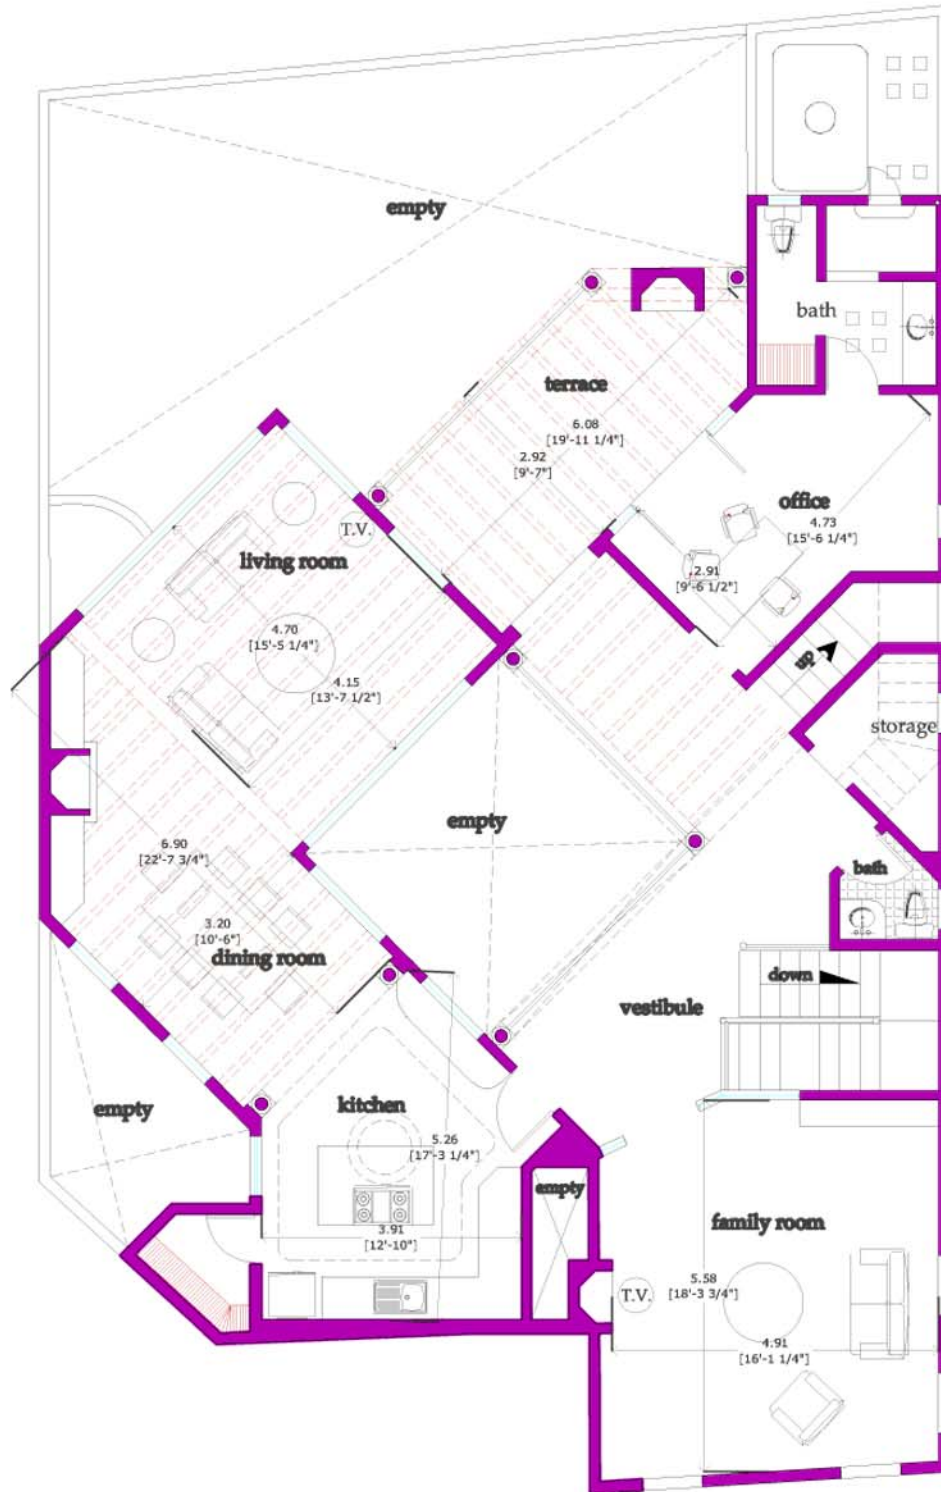 empty
bath
terrace
6.08
[19'-11 1/4"]
2.92
[9'-7"]
office
4.73
[15'-6 1/4"]
T.V.
living room
2.91
[9'-6 1/2"]
4.70
[15'-5 1/4"]
4.15
[13'-7 1/2"]
up
storage
empty
6.90
[22'-7 3/4"]
bath
3.20
[10'-6"]
dining room
down
vestibule
empty
kitchen
5.26
[17'-3 1/4"]
empty
3.91
[12'-10"]
family room
5.58
[18'-3 3/4"]
T.V.
4.91
[16'-1 1/4"]